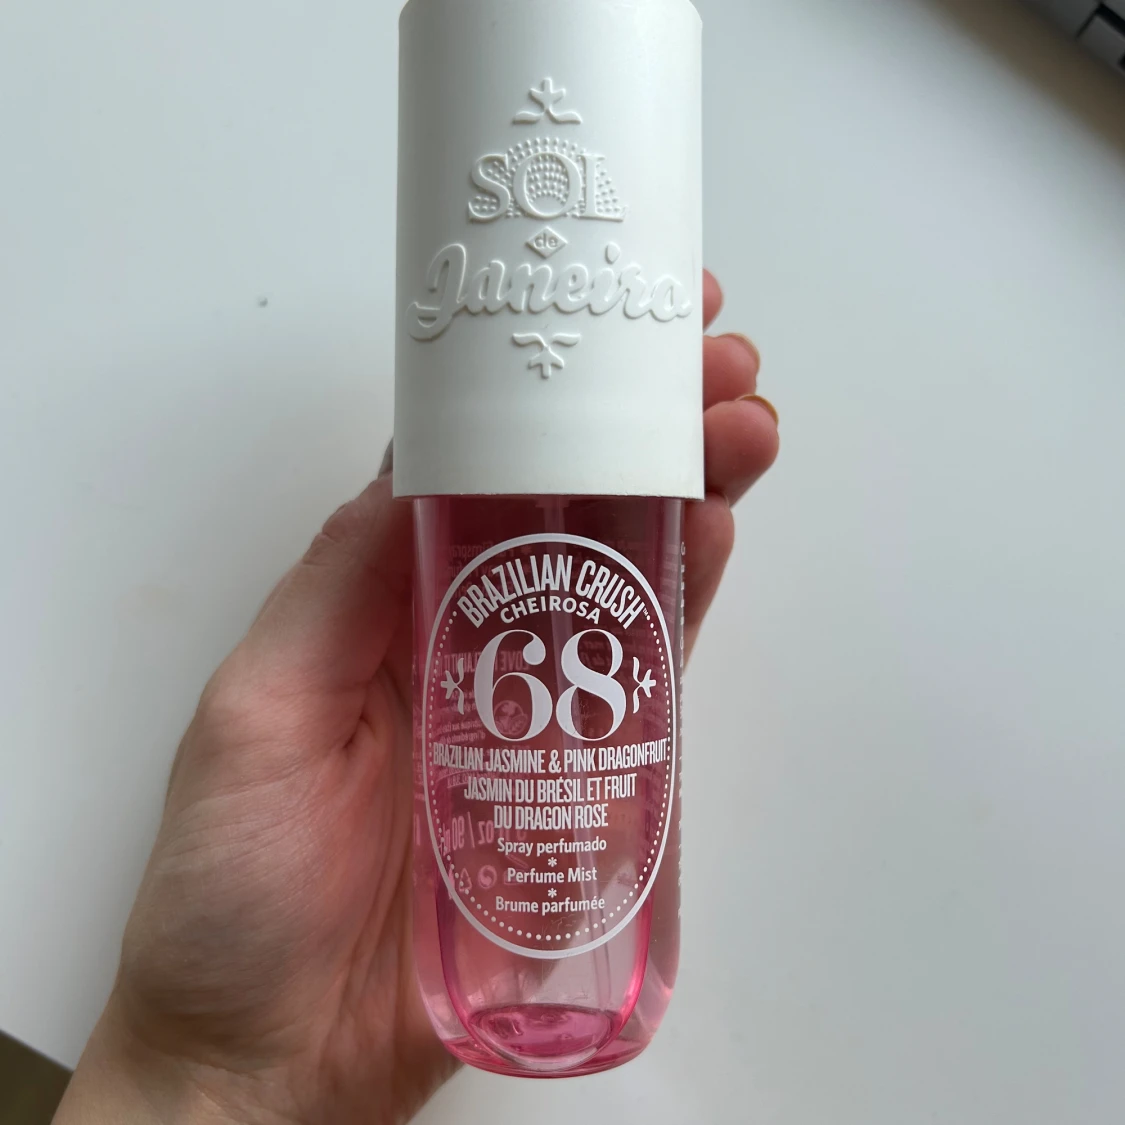 SOL
de
Janeiro
BRAZILIAN CRUSH™
CHEIROSA
68
BRAZILIAN JASMINE & PINK DRAGONFRUIT
JASMIN DU BRÉSIL ET FRUIT
DU DRAGON ROSE
Spray perfumado
*
Perfume Mist
*
Brume parfumée